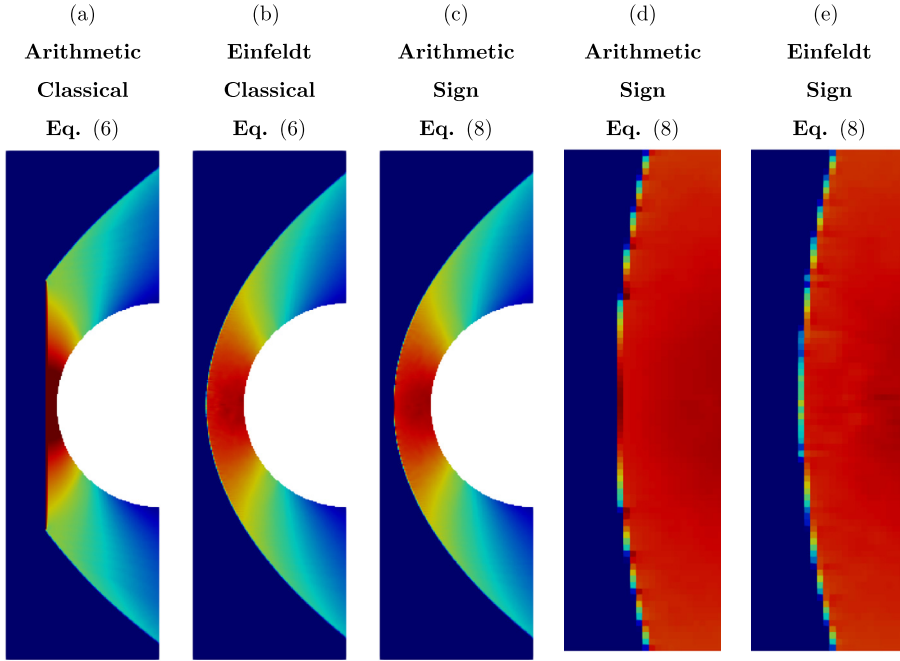 (a) (b) (c) (d) (e)
Arithmetic Einfeldt Arithmetic Arithmetic Einfeldt
Classical Classical Sign Sign Sign
Eq. (6) Eq. (6) Eq. (8) Eq. (8) Eq. (8)